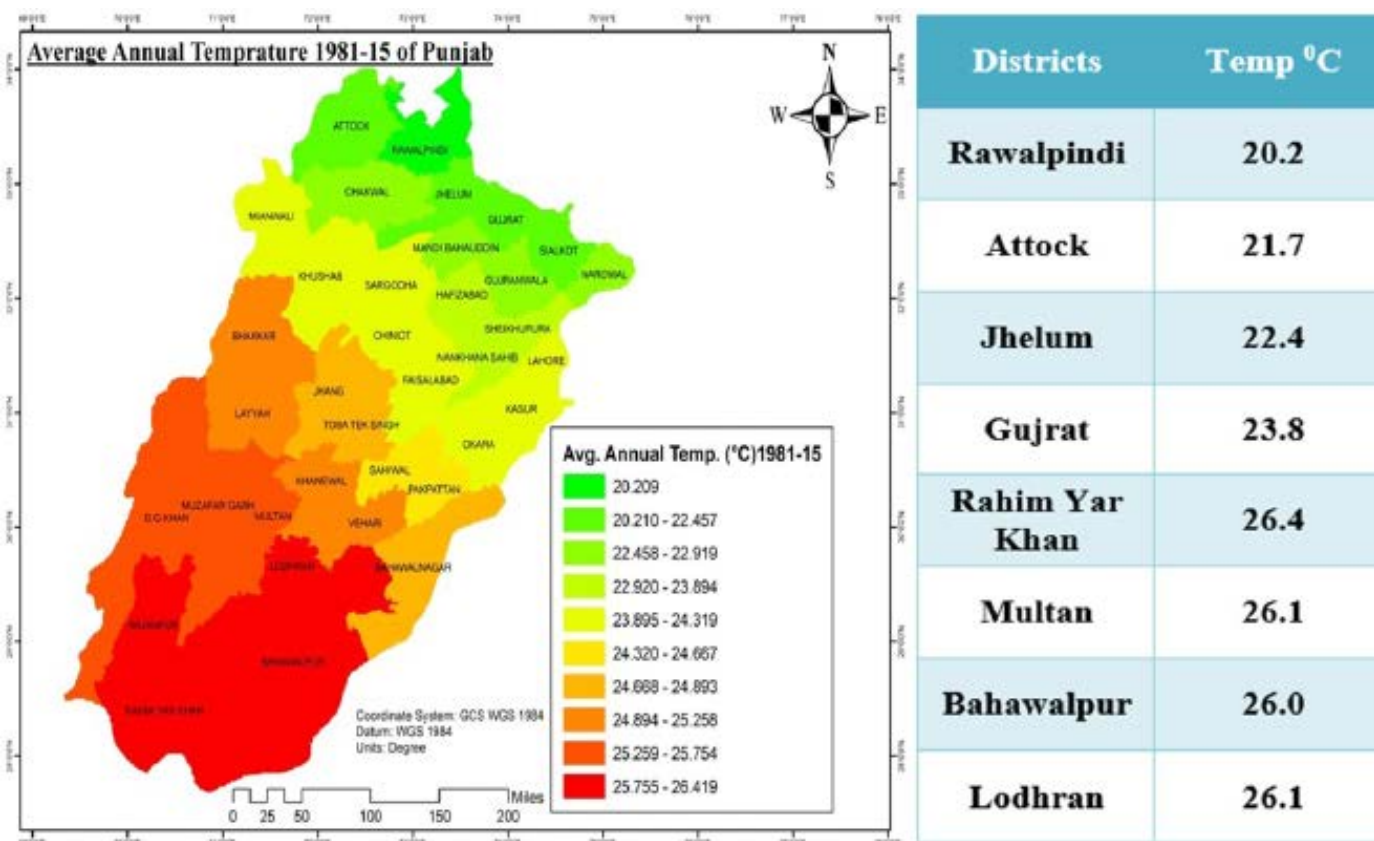 Average Annual Temprature 1981-15 of Punjab
N
W
E
S
ATTOCK
RAWALPINDI
CHAKWAL
JHELUM
MIANWALI
GUJRAT
MANDI BAHAUDDIN
SIALKOT
NAROWAL
KHUSHAB
SARGODHA
GUJRANWALA
HAFIZABAD
BHAKKAR
CHINIOT
SHEIKHUPURA
NANKHANA SAHIB
LAHORE
FAISALABAD
JHANG
LAYYAH
TOBA TEK SINGH
KASUR
OKARA
SAHIWAL
KHANEWAL
PAKPATTAN
MUZAFAR GARH
D.G.KHAN
MULTAN
VEHARI
LODHRAN
BAHAWALNAGAR
BAHAWALPUR
Avg. Annual Temp. (°C)1981-15
20.209
20.210 - 22.457
22.458 - 22.919
22.920 - 23.894
23.895 - 24.319
24.320 - 24.667
24.668 - 24.893
24.894 - 25.258
25.259 - 25.754
25.755 - 26.419
Coordinate System: GCS WGS 1984
Datum: WGS 1984
Units: Degree
Miles
0 25 50 100 150 200
Districts Temp ⁰C
Rawalpindi 20.2
Attock 21.7
Jhelum 22.4
Gujrat 23.8
Rahim Yar
Khan 26.4
Multan 26.1
Bahawalpur 26.0
Lodhran 26.1